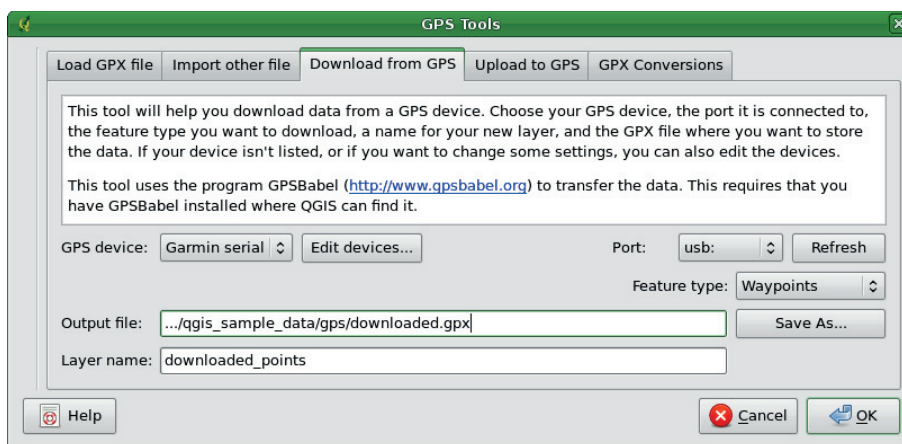 GPS Tools
Load GPX file
Import other file
Download from GPS
Upload to GPS
GPX Conversions
This tool will help you download data from a GPS device. Choose your GPS device, the port it is connected to,
the feature type you want to download, a name for your new layer, and the GPX file where you want to store
the data. If your device isn't listed, or if you want to change some settings, you can also edit the devices.
This tool uses the program GPSBabel (http://www.gpsbabel.org) to transfer the data. This requires that you
have GPSBabel installed where QGIS can find it.
GPS device: Garmin serial Edit devices... Port: usb: Refresh
Feature type: Waypoints
Output file: .../qgis_sample_data/gps/downloaded.gpx Save As...
Layer name: downloaded_points
Help Cancel OK